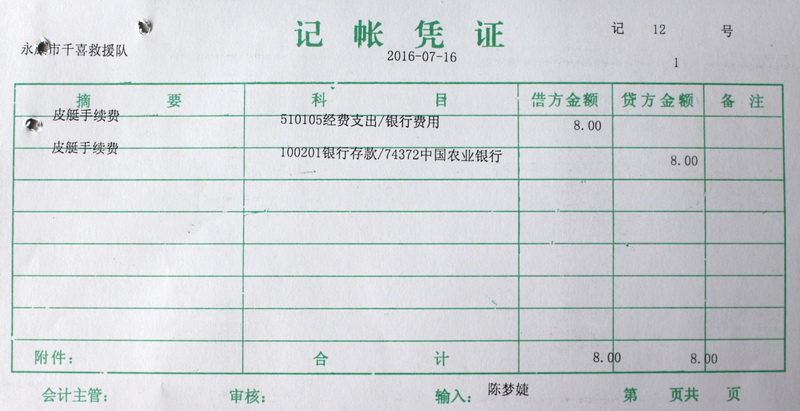 记帐凭证
记 12 号
永 市千喜救援队
2016-07-16
1
摘 要 科 目 借方金额 贷方金额 备注
皮艇手续费 510105经费支出/银行费用 8.00
皮艇手续费 100201银行存款/74372中国农业银行 8.00
附件: 合 计 8.00 8.00
会计主管: 审核: 输入: 陈梦婕 第 页共 页